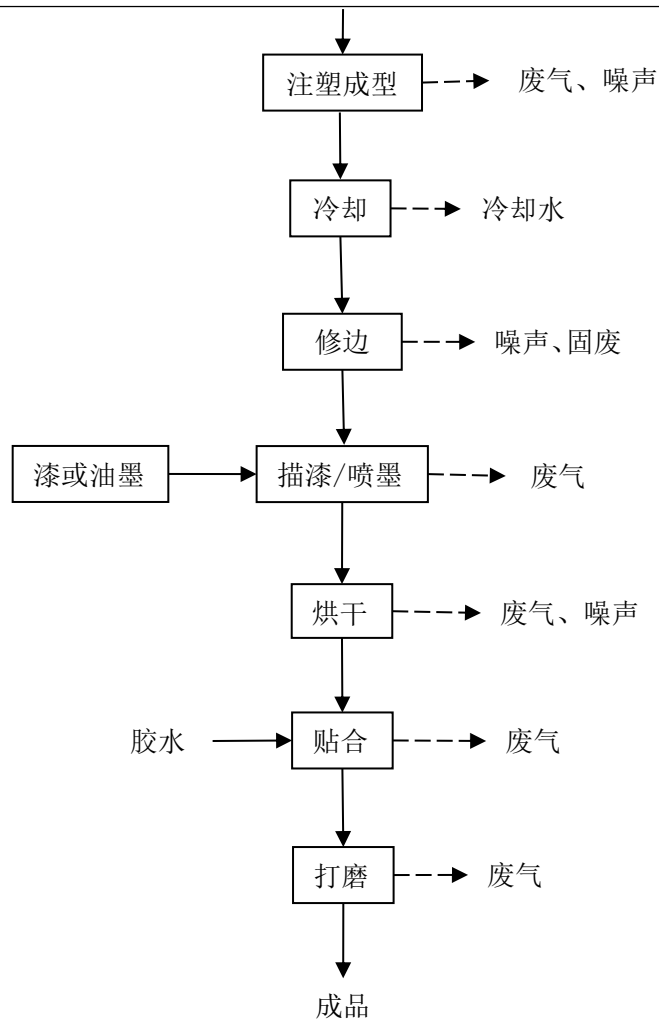 注塑成型 废气、噪声
冷却 冷却水
修边 噪声、固废
漆或油墨 描漆/喷墨 废气
烘干 废气、噪声
胶水 贴合 废气
打磨 废气
成品